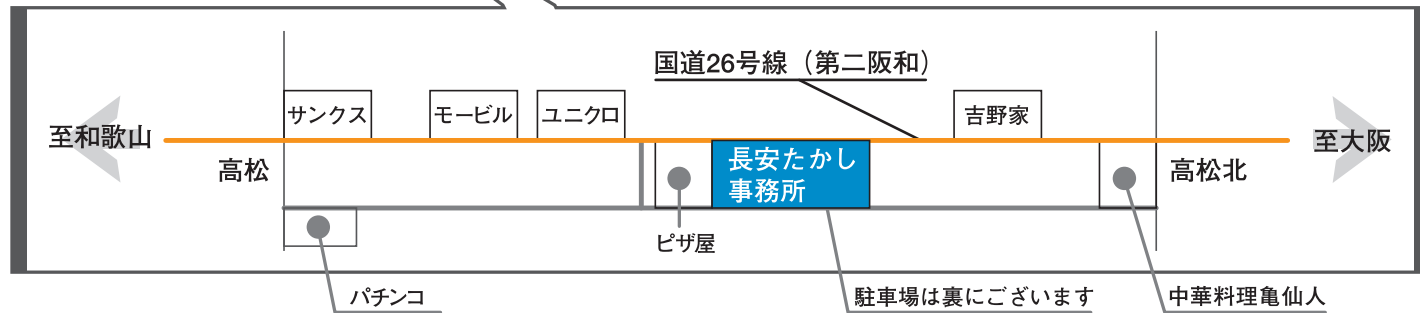 国道26号線（第二阪和）
サンクス
モービル
ユニクロ
吉野家
至和歌山
至大阪
高松
長安たかし
事務所
高松北
ピザ屋
パチンコ
駐車場は裏にございます
中華料理亀仙人